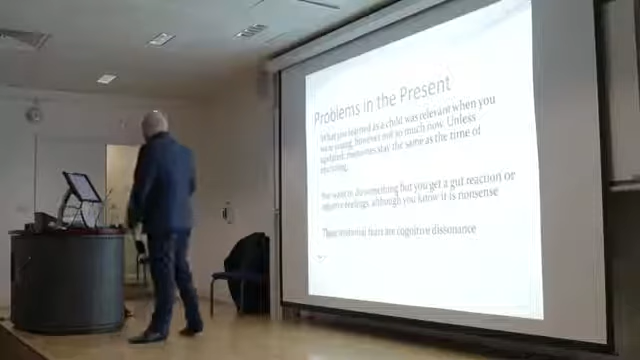 Problems in the Present
What you learned as a child was relevant when you
were young, however not so much now. Unless
updated, memories stay the same as the time of
You want to do something but you get a gut reaction or
negative feelings, although you know it is nonsense
These emotional fears are cognitive dissonance